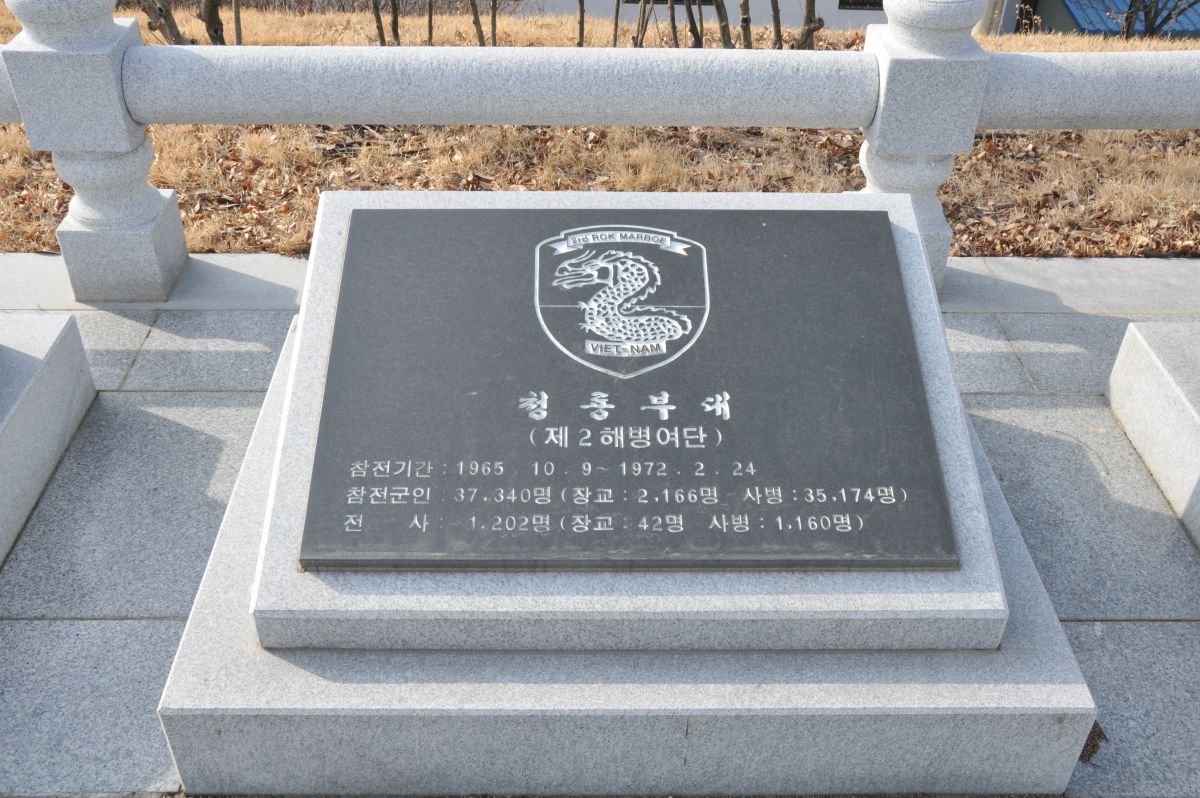 2rd ROK MARBOE
VIET-NAM
청룡부대
(제2해병여단)
참전기간 : 1965. 10. 9~1972. 2. 24
참전군인 : 37,340명(장교 : 2,166명 사병 : 35,174명)
전 사 : 1,202명(장교 : 42명 사병 : 1,160명)